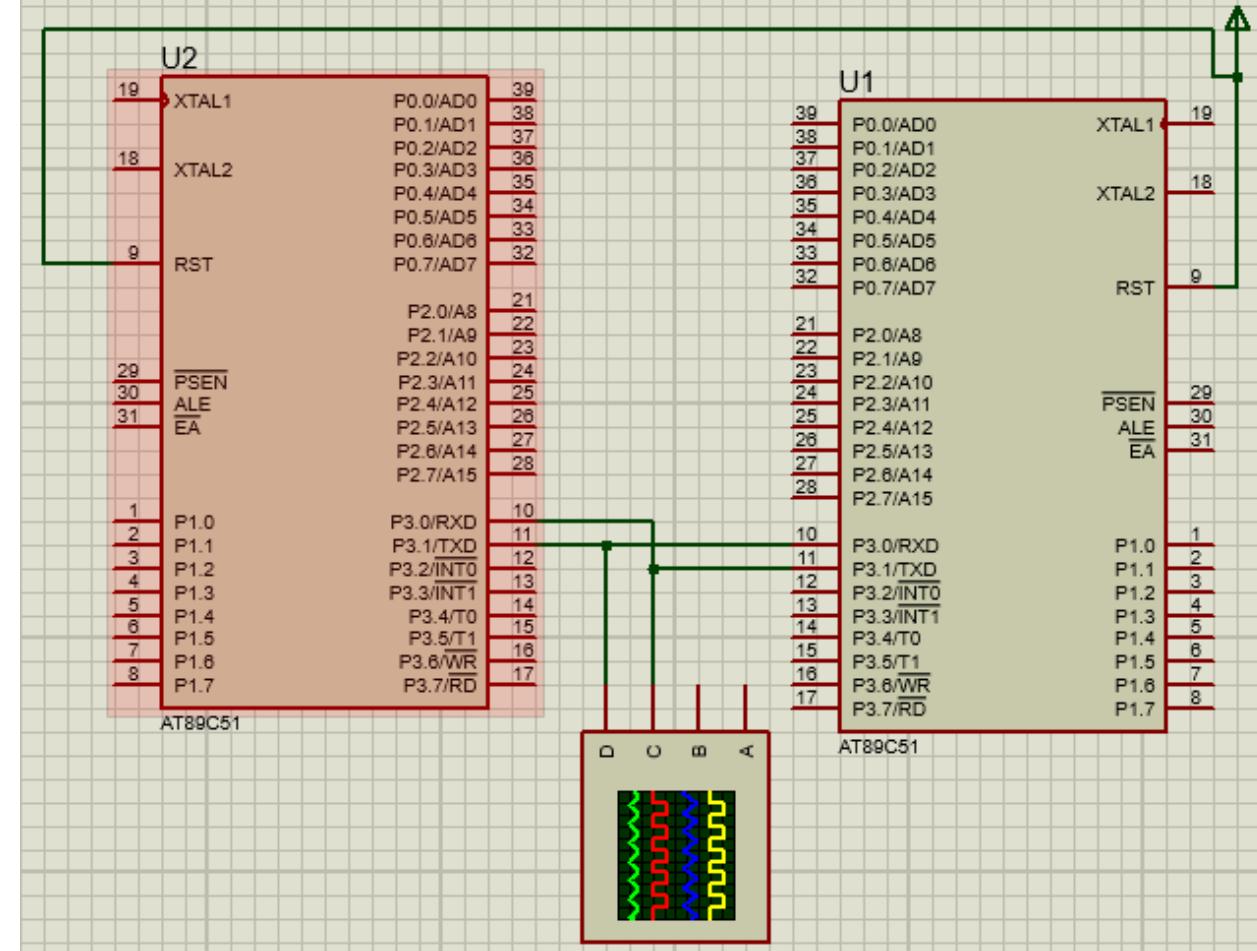 U2
19 XTAL1 P0.0/AD0 39
P0.1/AD1 38
P0.2/AD2 37
18 XTAL2 P0.3/AD3 36
P0.4/AD4 35
P0.5/AD5 34
P0.6/AD6 33
9 RST P0.7/AD7 32
P2.0/A8 21
P2.1/A9 22
P2.2/A10 23
29 PSEN P2.3/A11 24
30 ALE P2.4/A12 25
31 EA P2.5/A13 26
P2.6/A14 27
P2.7/A15 28
1 P1.0 P3.0/RXD 10
2 P1.1 P3.1/TXD 11
3 P1.2 P3.2/INT0 12
4 P1.3 P3.3/INT1 13
5 P1.4 P3.4/T0 14
6 P1.5 P3.5/T1 15
7 P1.6 P3.6/WR 16
8 P1.7 P3.7/RD 17
AT89C51
U1
39 P0.0/AD0 XTAL1 19
38 P0.1/AD1
37 P0.2/AD2
36 P0.3/AD3 XTAL2 18
35 P0.4/AD4
34 P0.5/AD5
33 P0.6/AD6
32 P0.7/AD7 RST 9
21 P2.0/A8
22 P2.1/A9
23 P2.2/A10
24 P2.3/A11 PSEN 29
25 P2.4/A12 ALE 30
26 P2.5/A13 EA 31
27 P2.6/A14
28 P2.7/A15
10 P3.0/RXD P1.0 1
11 P3.1/TXD P1.1 2
12 P3.2/INT0 P1.2 3
13 P3.3/INT1 P1.3 4
14 P3.4/T0 P1.4 5
15 P3.5/T1 P1.5 6
16 P3.6/WR P1.6 7
17 P3.7/RD P1.7 8
AT89C51
D C B A